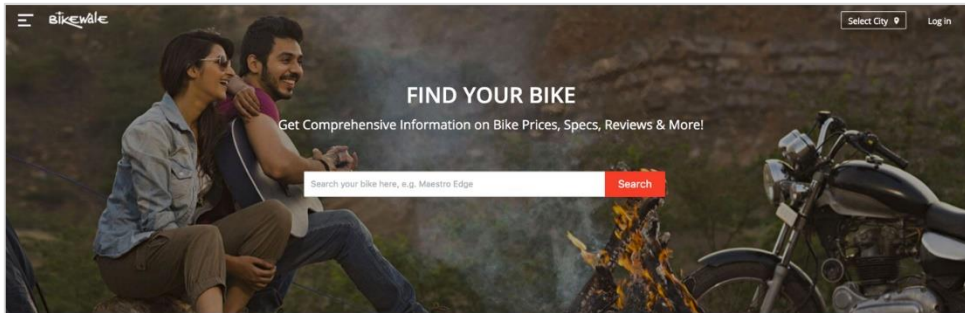 BikeWale
Select City
Log in
FIND YOUR BIKE
Get Comprehensive Information on Bike Prices, Specs, Reviews & More!
Search your bike here, e.g. Maestro Edge
Search